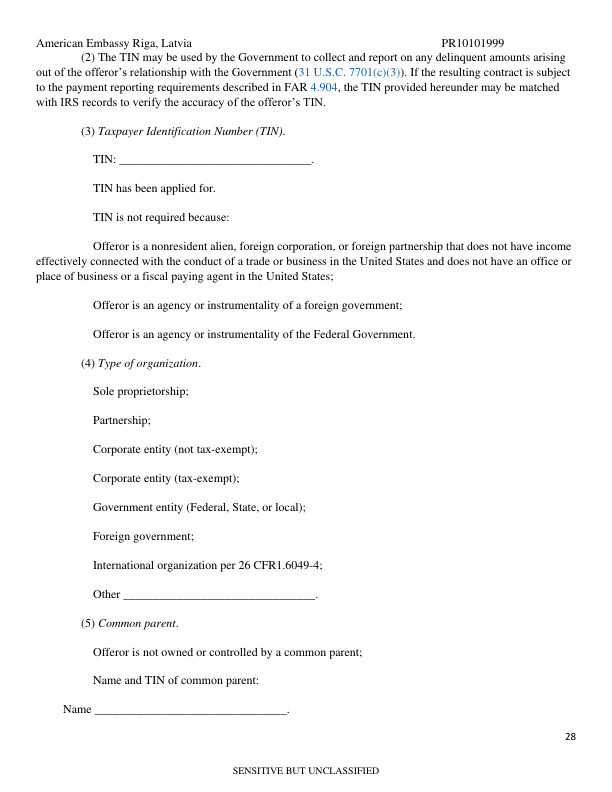 American Embassy Riga, Latvia PR10101999
(2) The TIN may be used by the Government to collect and report on any delinquent amounts arising
out of the offeror’s relationship with the Government (31 U.S.C. 7701(c)(3)). If the resulting contract is subject
to the payment reporting requirements described in FAR 4.904, the TIN provided hereunder may be matched
with IRS records to verify the accuracy of the offeror’s TIN.
(3) Taxpayer Identification Number (TIN).
TIN: ________________________________.
TIN has been applied for.
TIN is not required because:
Offeror is a nonresident alien, foreign corporation, or foreign partnership that does not have income
effectively connected with the conduct of a trade or business in the United States and does not have an office or
place of business or a fiscal paying agent in the United States;
Offeror is an agency or instrumentality of a foreign government;
Offeror is an agency or instrumentality of the Federal Government.
(4) Type of organization.
Sole proprietorship;
Partnership;
Corporate entity (not tax-exempt);
Corporate entity (tax-exempt);
Government entity (Federal, State, or local);
Foreign government;
International organization per 26 CFR1.6049-4;
Other ________________________________.
(5) Common parent.
Offeror is not owned or controlled by a common parent;
Name and TIN of common parent:
Name ________________________________.
28
SENSITIVE BUT UNCLASSIFIED